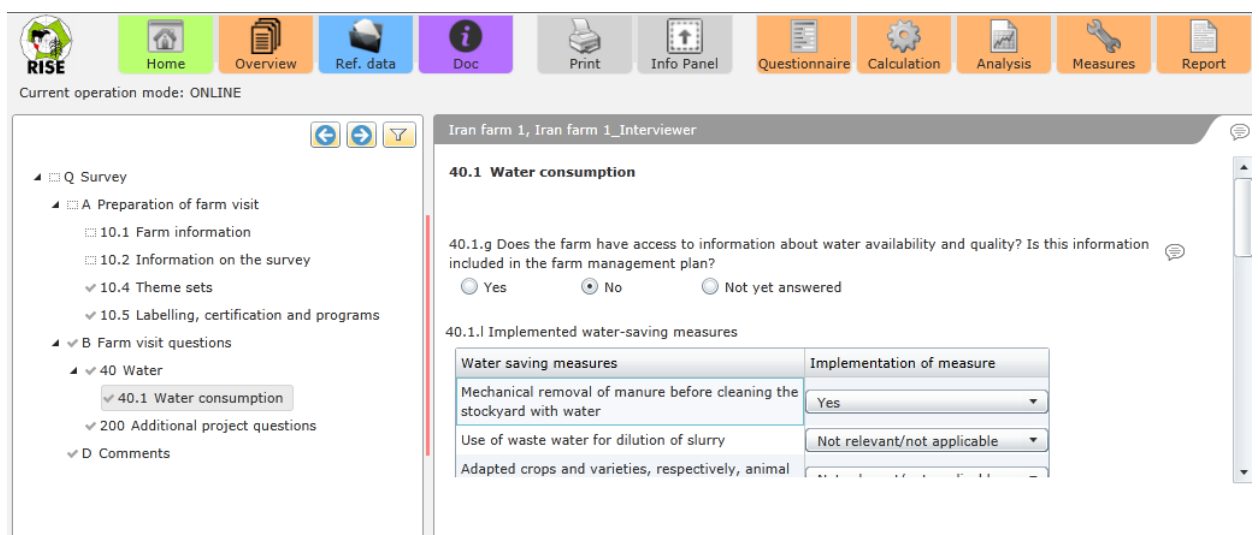 RISE
Home
Overview
Ref. data
Doc
Print
Info Panel
Questionnaire
Calculation
Analysis
Measures
Report
Current operation mode: ONLINE
Q Survey
A Preparation of farm visit
10.1 Farm information
10.2 Information on the survey
10.4 Theme sets
10.5 Labelling, certification and programs
B Farm visit questions
40 Water
40.1 Water consumption
200 Additional project questions
D Comments
Iran farm 1, Iran farm 1_Interviewer
40.1 Water consumption
40.1.g Does the farm have access to information about water availability and quality? Is this information
included in the farm management plan?
Yes
No
Not yet answered
40.1.l Implemented water-saving measures
Water saving measures
Implementation of measure
Mechanical removal of manure before cleaning the
stockyard with water
Yes
Use of waste water for dilution of slurry
Not relevant/not applicable
Adapted crops and varieties, respectively, animal